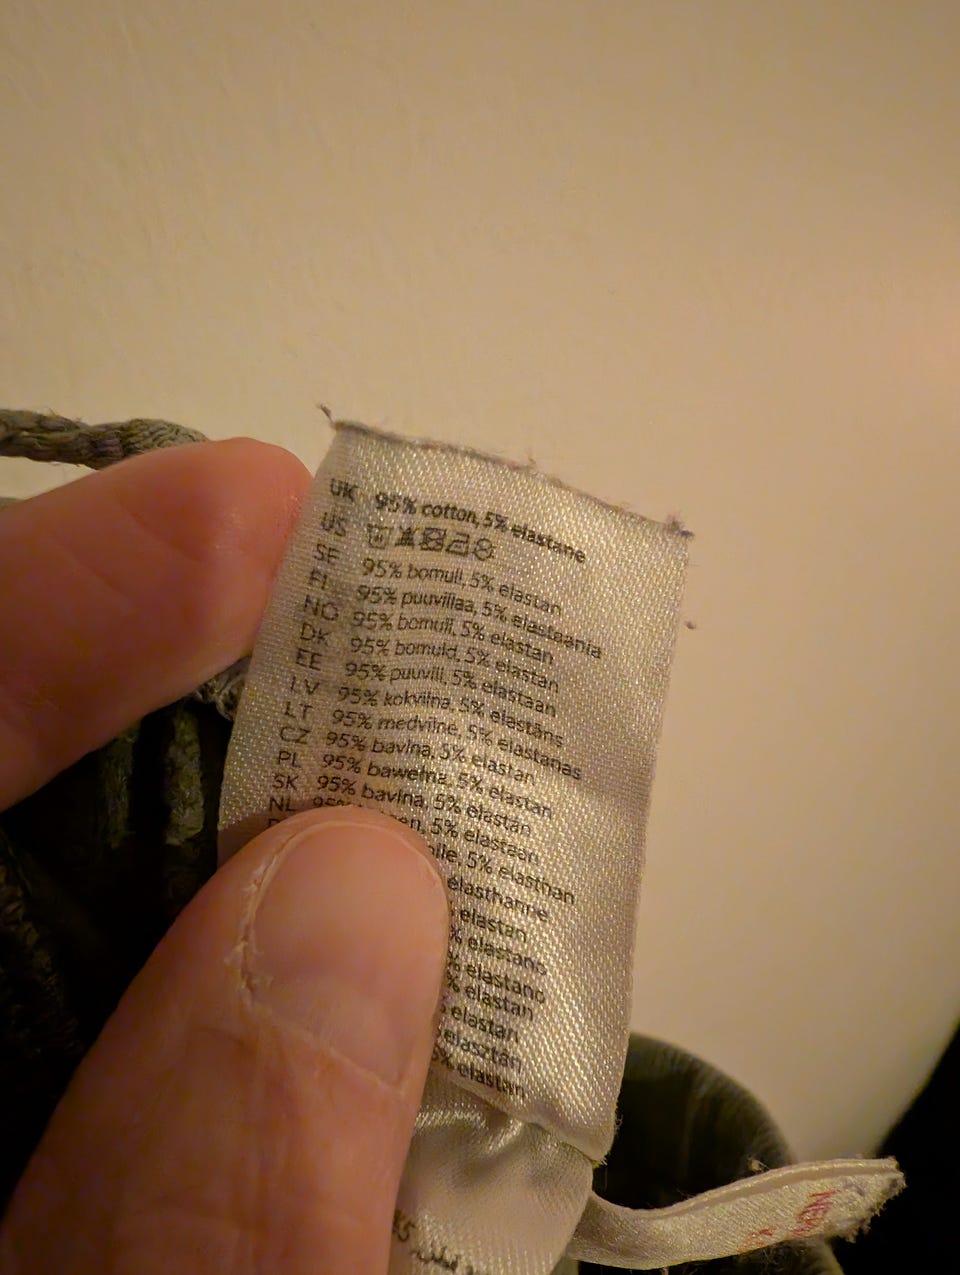 UK 95% cotton, 5% elastane
US
SE 95% bomull, 5% elastan
FI 95% puuvillaa, 5% elastaania
NO 95% bomull, 5% elastan
DK 95% bomuld, 5% elastan
EE 95% puuvill, 5% elastaan
LV 95% kokvilna, 5% elastāns
LT 95% medvilnė, 5% elastanas
CZ 95% bavlna, 5% elastan
PL 95% bawełna, 5% elastan
SK 95% bavlna, 5% elastan
NL 95% 5% elastaan
5% elasthan
élasthanne
elastan
% elastano
% elastano
% elastan
elastan
elasztán
5% elastan